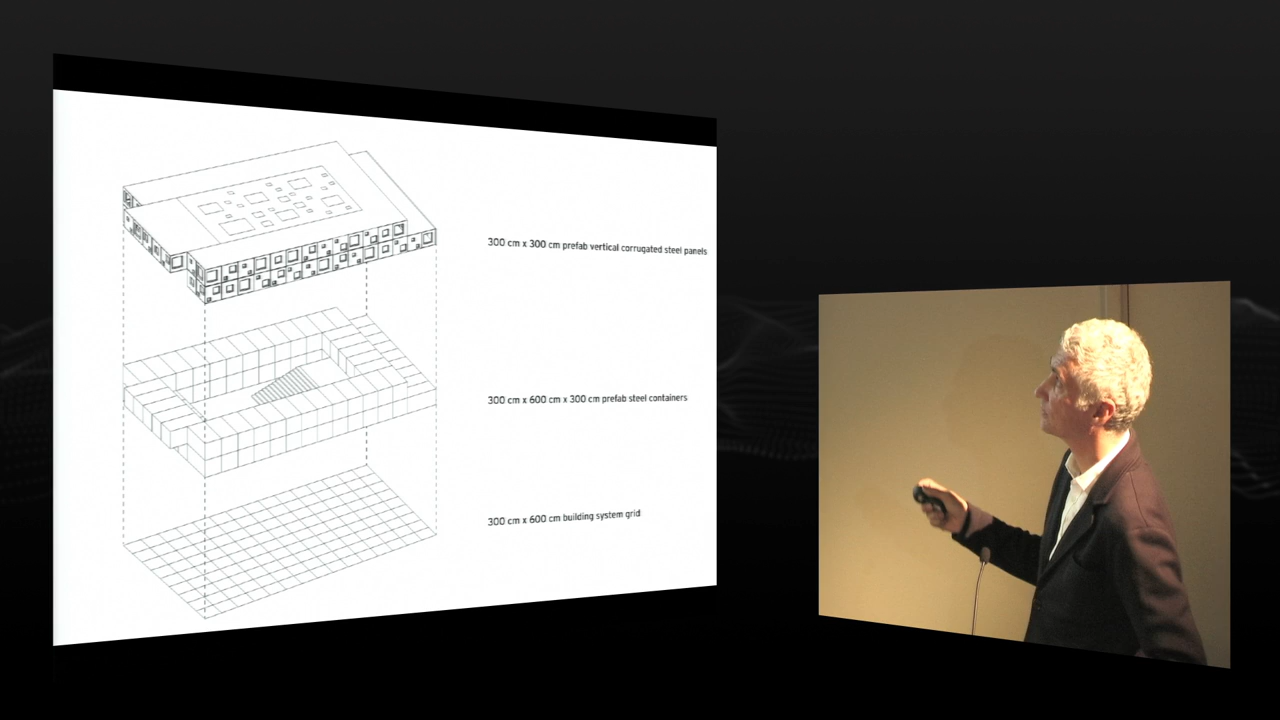 300 cm x 300 cm prefab vertical corrugated steel panels
300 cm x 600 cm x 300 cm prefab steel containers
300 cm x 600 cm building system grid